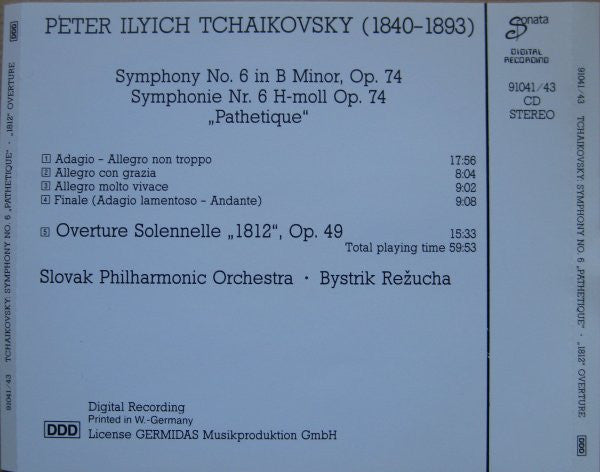 PETER ILYICH TCHAIKOVSKY (1840-1893)
Symphony No. 6 in B Minor, Op. 74
Symphonie Nr. 6 H-moll Op. 74
„Pathetique“
1 Adagio – Allegro non troppo 17:56
2 Allegro con grazia 8:04
3 Allegro molto vivace 9:02
4 Finale (Adagio lamentoso – Andante) 9:08
5 Overture Solennelle „1812“, Op. 49 15:33
Total playing time 59:53
Slovak Philharmonic Orchestra · Bystrik Režucha
Digital Recording
Printed in W.-Germany
DDD License GERMIDAS Musikproduktion GmbH
Sonata
DIGITAL
RECORDING
91041/43
CD
STEREO
91041/43 TCHAIKOVSKY: SYMPHONY NO. 6 „PATHETIQUE“ · „1812“ OVERTURE DDD
91041/43 TCHAIKOVSKY: SYMPHONY NO. 6 „PATHETIQUE“ · „1812“ OVERTURE DDD